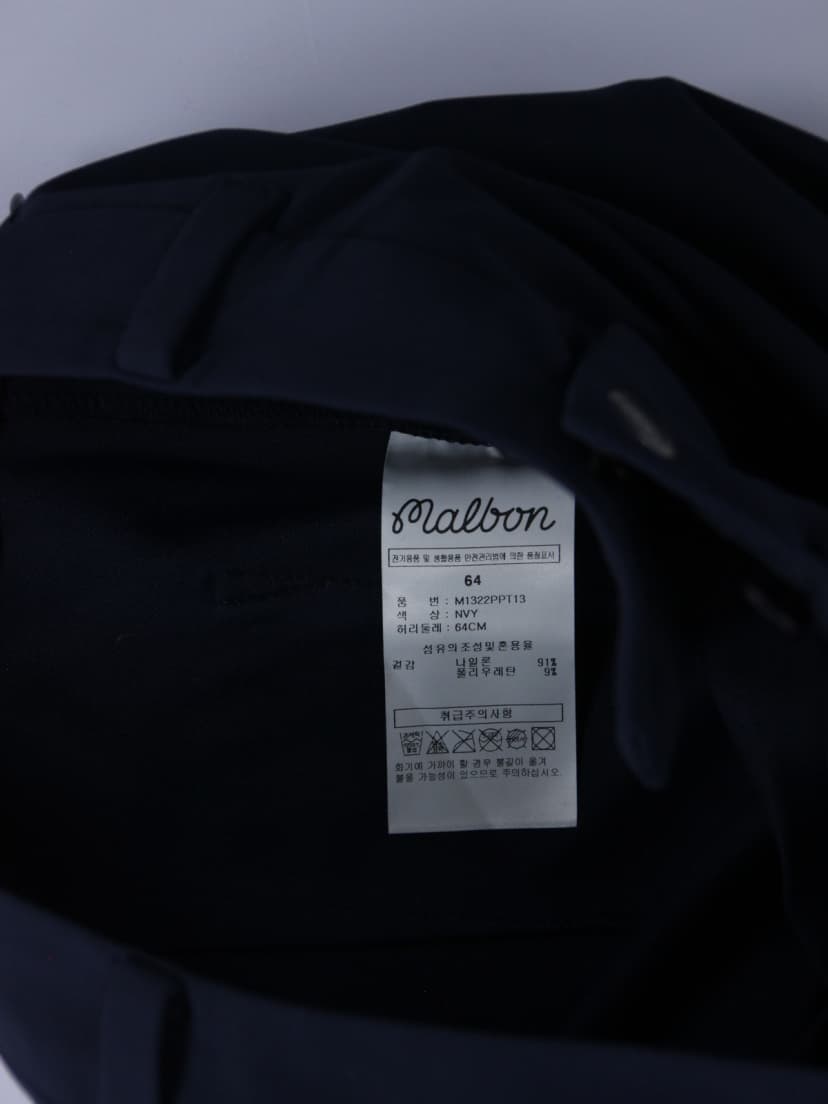 Malbon
전기용품 및 생활용품 안전관리법에 의한 품질표시
64
품 번 : M1322PPT13
색 상 : NVY
허리둘레 : 64CM
섬유의 조성및혼용율
겉감 나일론 91%
폴리우레탄 9%
취급주의사항
화기에 가까이 할 경우 불길이 옮겨
붙을 가능성이 있으므로 주의하십시오.